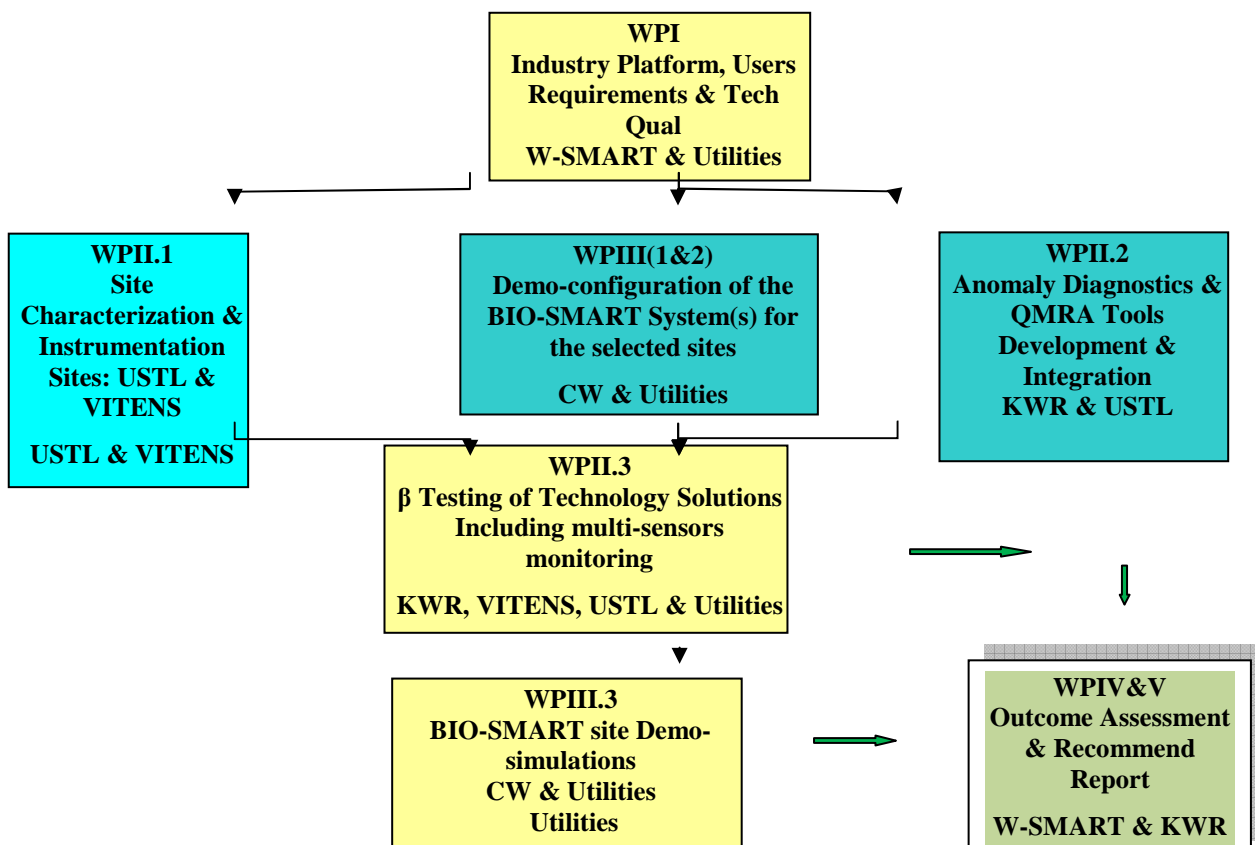 WPI
Industry Platform, Users
Requirements & Tech
Qual
W-SMART & Utilities
WPII.1
Site
Characterization &
Instrumentation
Sites: USTL &
VITENS
USTL & VITENS
WPIII(1&2)
Demo-configuration of the
BIO-SMART System(s) for
the selected sites
CW & Utilities
WPII.2
Anomaly Diagnostics &
QMRA Tools
Development &
Integration
KWR & USTL
WPII.3
β Testing of Technology Solutions
Including multi-sensors
monitoring
KWR, VITENS, USTL & Utilities
WPIII.3
BIO-SMART site Demo-
simulations
CW & Utilities
Utilities
WPIV&V
Outcome Assessment
& Recommend
Report
W-SMART & KWR